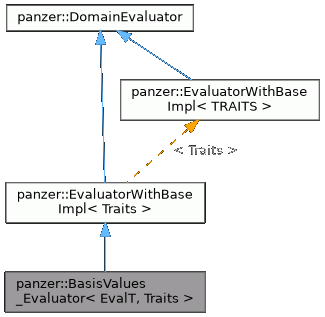 panzer::DomainEvaluator
panzer::EvaluatorWithBase
Impl< TRAITS >
< Traits >
panzer::EvaluatorWithBase
Impl< Traits >
panzer::BasisValues
_Evaluator< EvalT, Traits >